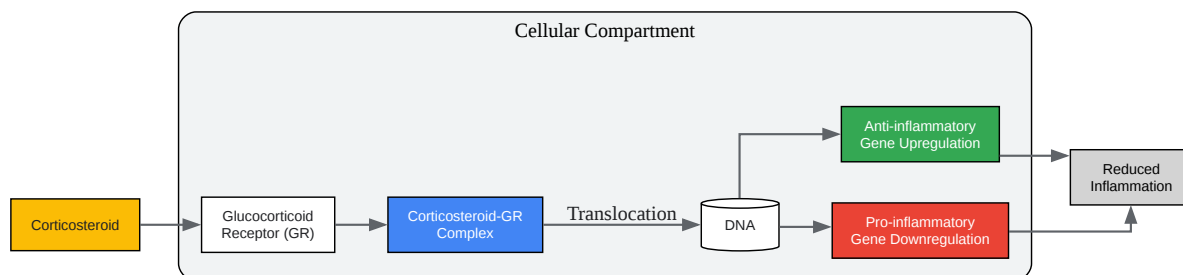 Cellular Compartment
Anti-inflammatory
Gene Upregulation
Reduced
Inflammation
Corticosteroid
Glucocorticoid
Receptor (GR)
Corticosteroid-GR
Complex
Translocation
DNA
Pro-inflammatory
Gene Downregulation